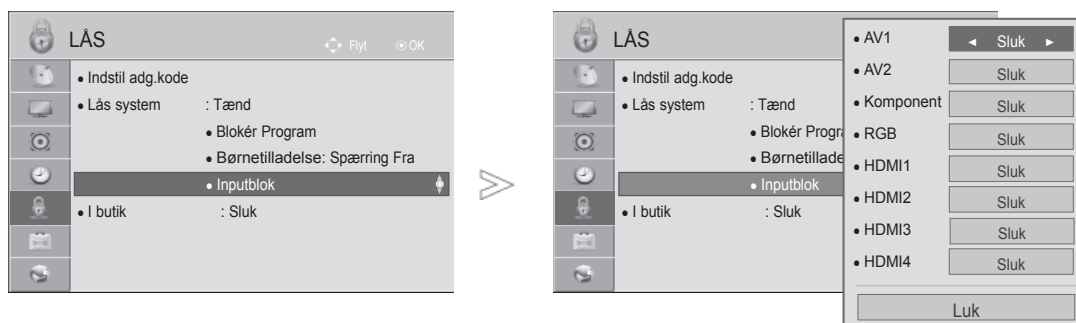 LÅS
Flyt
OK
• Indstil adg.kode
• Lås system : Tænd
• Blokér Program
• Børnetilladelse: Spærring Fra
• Inputblok
• I butik : Sluk
LÅS
• Indstil adg.kode
• Lås system : Tænd
• Blokér Progra
• Børnetillade
• Inputblok
• I butik : Sluk
• AV1 ◄ Sluk ►
• AV2 Sluk
• Komponent Sluk
• RGB Sluk
• HDMI1 Sluk
• HDMI2 Sluk
• HDMI3 Sluk
• HDMI4 Sluk
Luk